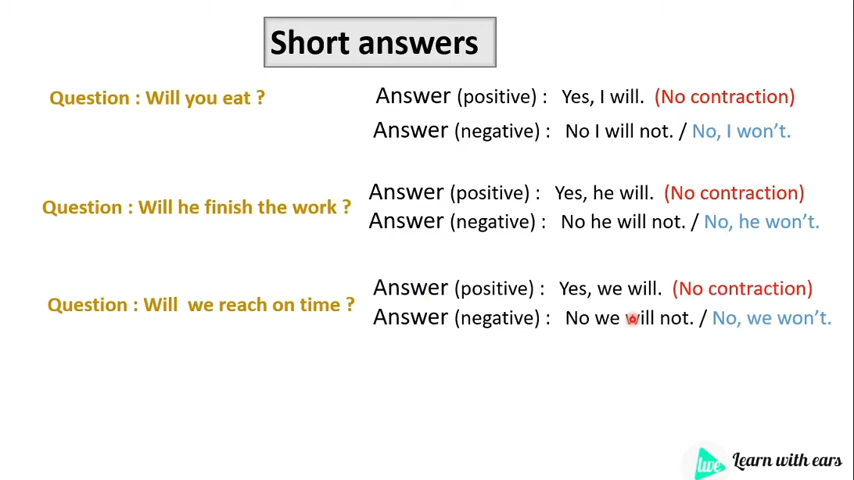 Short answers
Question : Will you eat ?
Answer (positive) : Yes, I will. (No contraction)
Answer (negative) : No I will not. / No, I won't.
Question : Will he finish the work ?
Answer (positive) : Yes, he will. (No contraction)
Answer (negative) : No he will not. / No, he won't.
Question : Will we reach on time ?
Answer (positive) : Yes, we will. (No contraction)
Answer (negative) : No we will not. / No, we won't.
lwe
Learn with ears